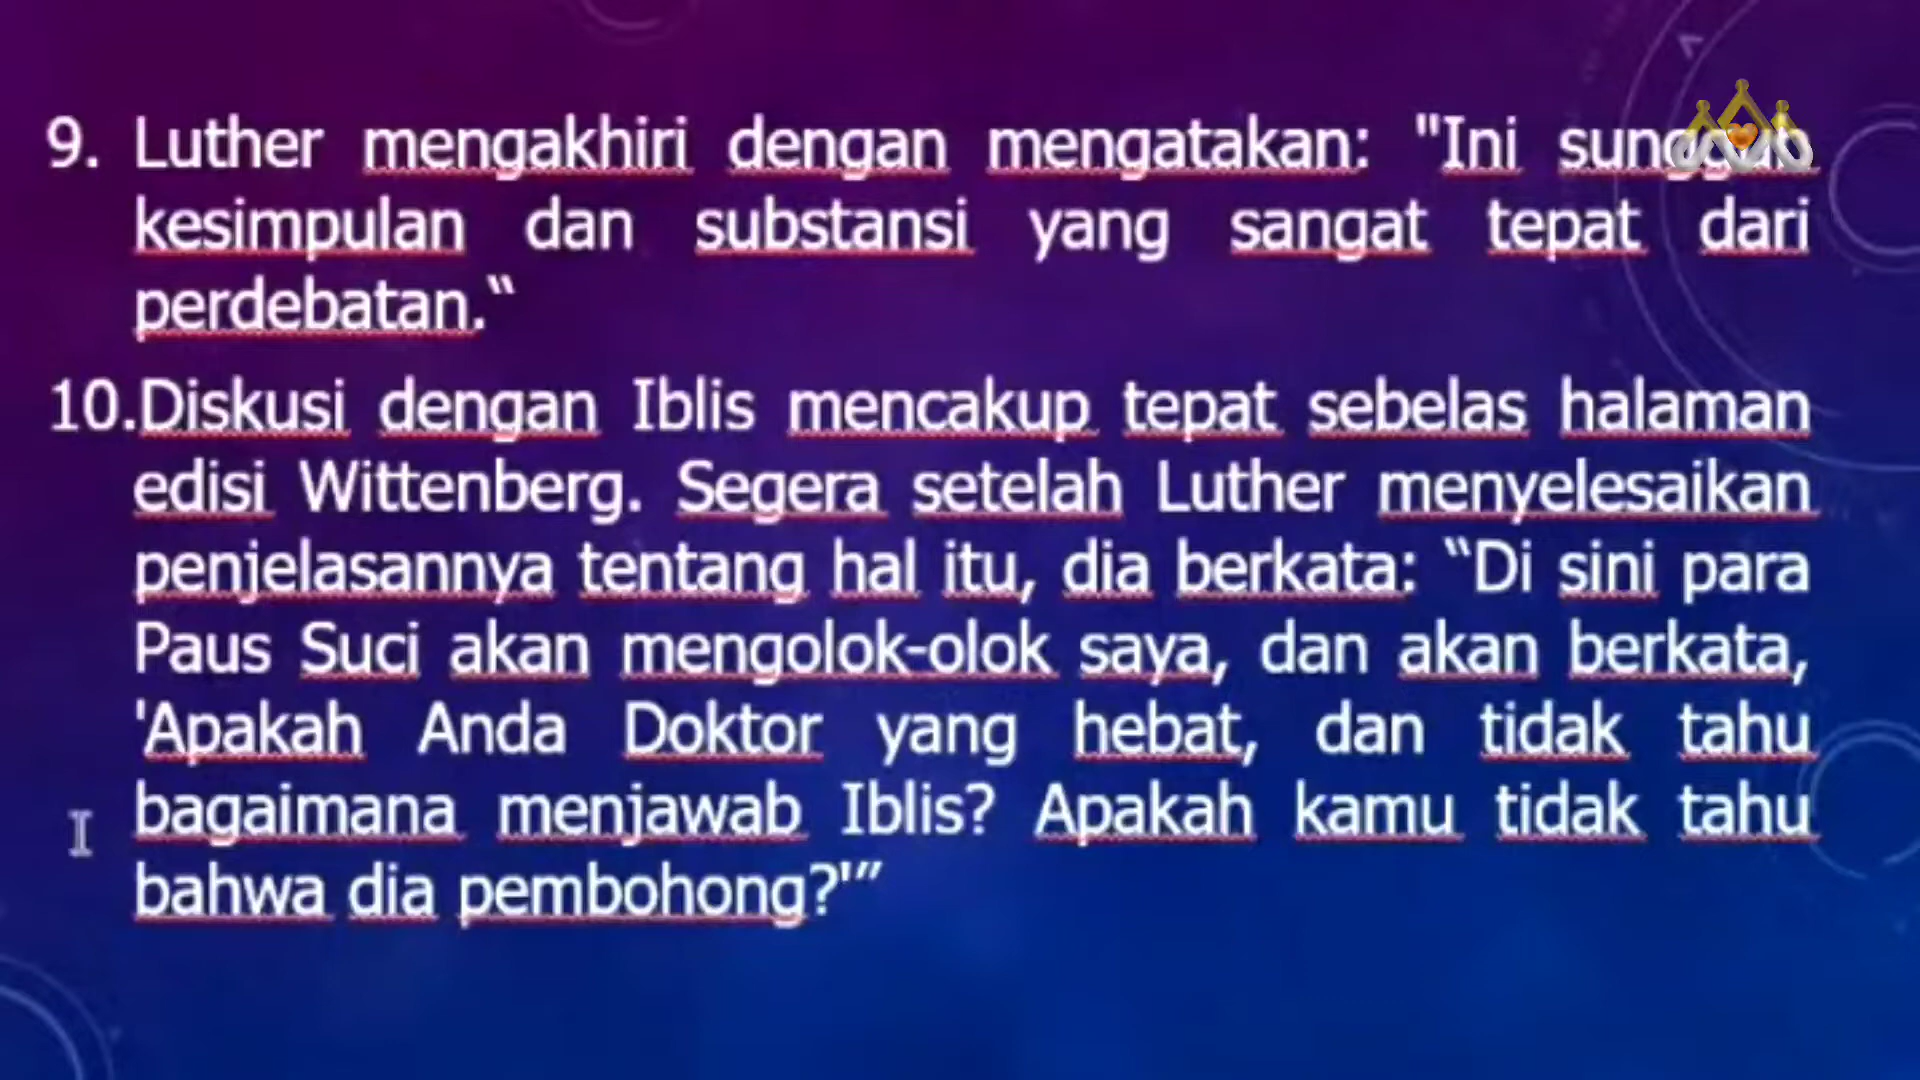 9. Luther mengakhiri dengan mengatakan: "Ini sungguh
kesimpulan dan substansi yang sangat tepat dari
perdebatan.“
10.Diskusi dengan Iblis mencakup tepat sebelas halaman
edisi Wittenberg. Segera setelah Luther menyelesaikan
penjelasannya tentang hal itu, dia berkata: “Di sini para
Paus Suci akan mengolok-olok saya, dan akan berkata,
'Apakah Anda Doktor yang hebat, dan tidak tahu
bagaimana menjawab Iblis? Apakah kamu tidak tahu
bahwa dia pembohong?'”